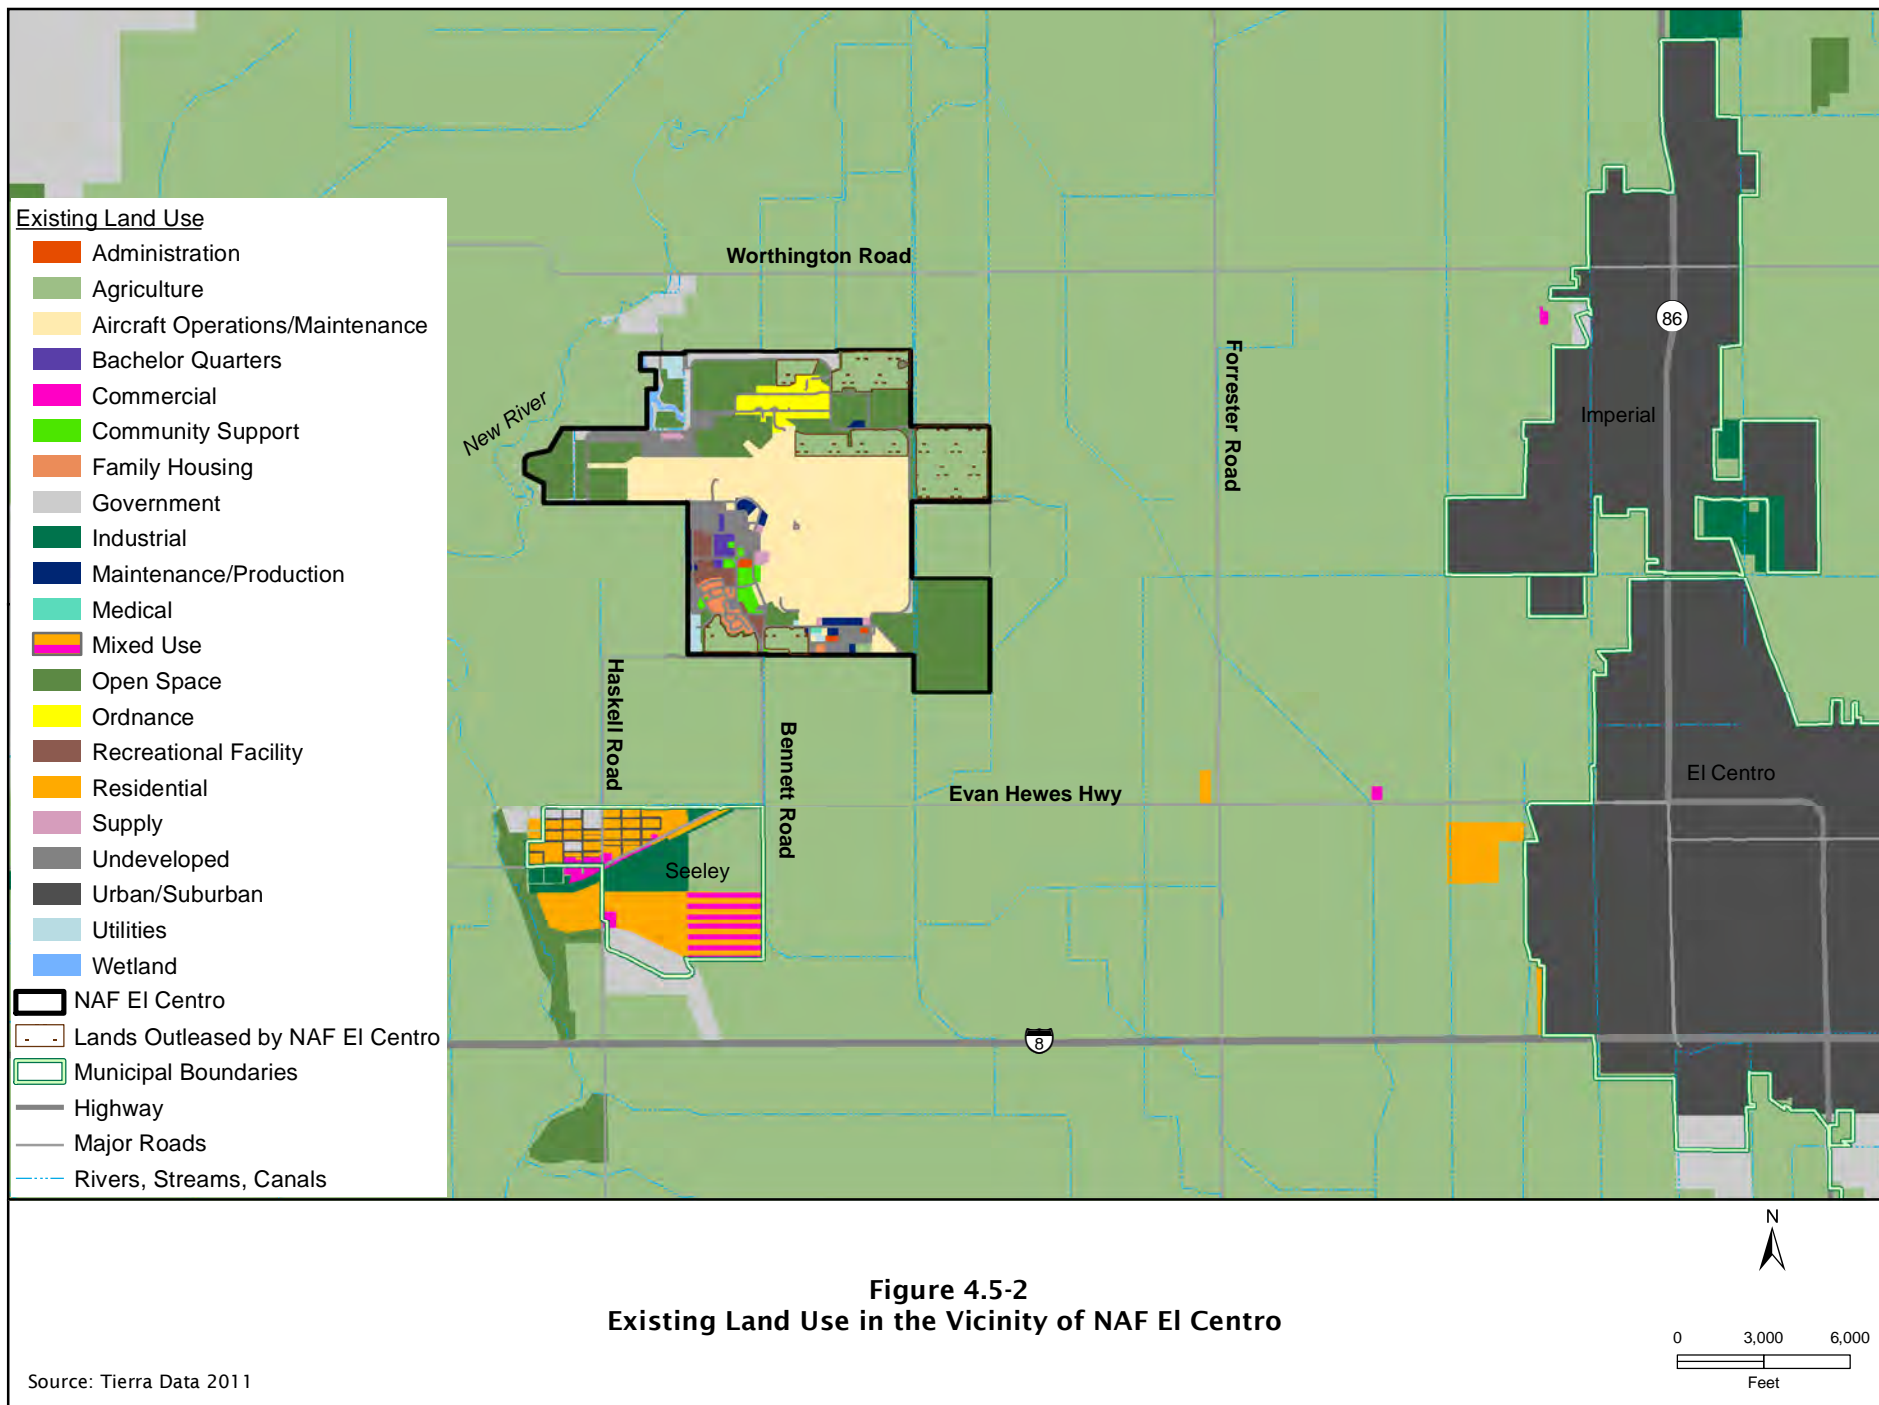 Existing Land Use
Administration
Agriculture
Aircraft Operations/Maintenance
Bachelor Quarters
Commercial
Community Support
Family Housing
Government
Industrial
Maintenance/Production
Medical
Mixed Use
Open Space
Ordnance
Recreational Facility
Residential
Supply
Undeveloped
Urban/Suburban
Utilities
Wetland
NAF El Centro
Lands Outleased by NAF El Centro
Municipal Boundaries
Highway
Major Roads
Rivers, Streams, Canals
Worthington Road
86
New River
Forrester Road
Imperial
Haskell Road
Bennett Road
El Centro
Evan Hewes Hwy
Seeley
8
N
Figure 4.5-2
Existing Land Use in the Vicinity of NAF El Centro
0 3,000 6,000
Feet
Source: Tierra Data 2011